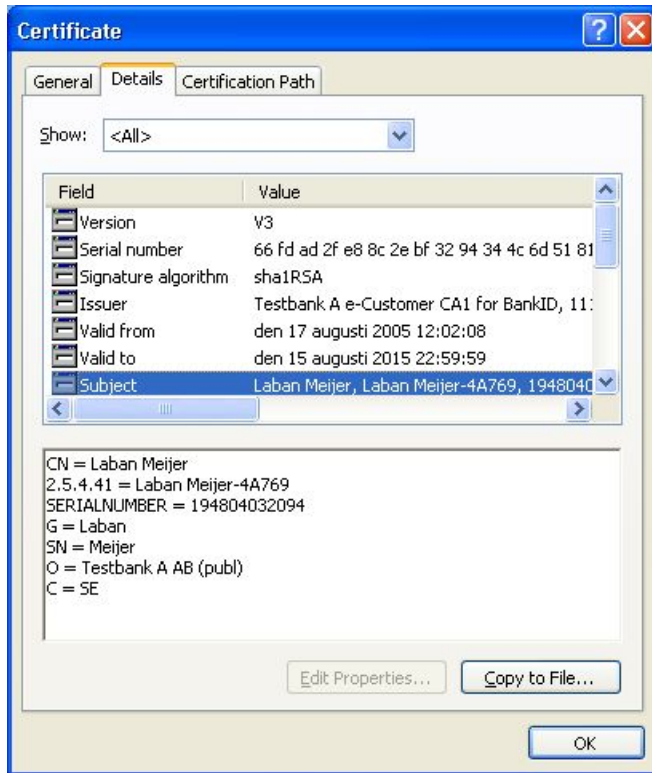 Certificate
General Details Certification Path
Show: <All>
Field Value
Version V3
Serial number 66 fd ad 2f e8 8c 2e bf 32 94 34 4c 6d 51 81
Signature algorithm sha1RSA
Issuer Testbank A e-Customer CA1 for BankID, 111
Valid from den 17 augusti 2005 12:02:08
Valid to den 15 augusti 2015 22:59:59
Subject Laban Meijer, Laban Meijer-4A769, 1948040
CN = Laban Meijer
2.5.4.41 = Laban Meijer-4A769
SERIALNUMBER = 194804032094
G = Laban
SN = Meijer
O = Testbank A AB (publ)
C = SE
Edit Properties... Copy to File...
OK